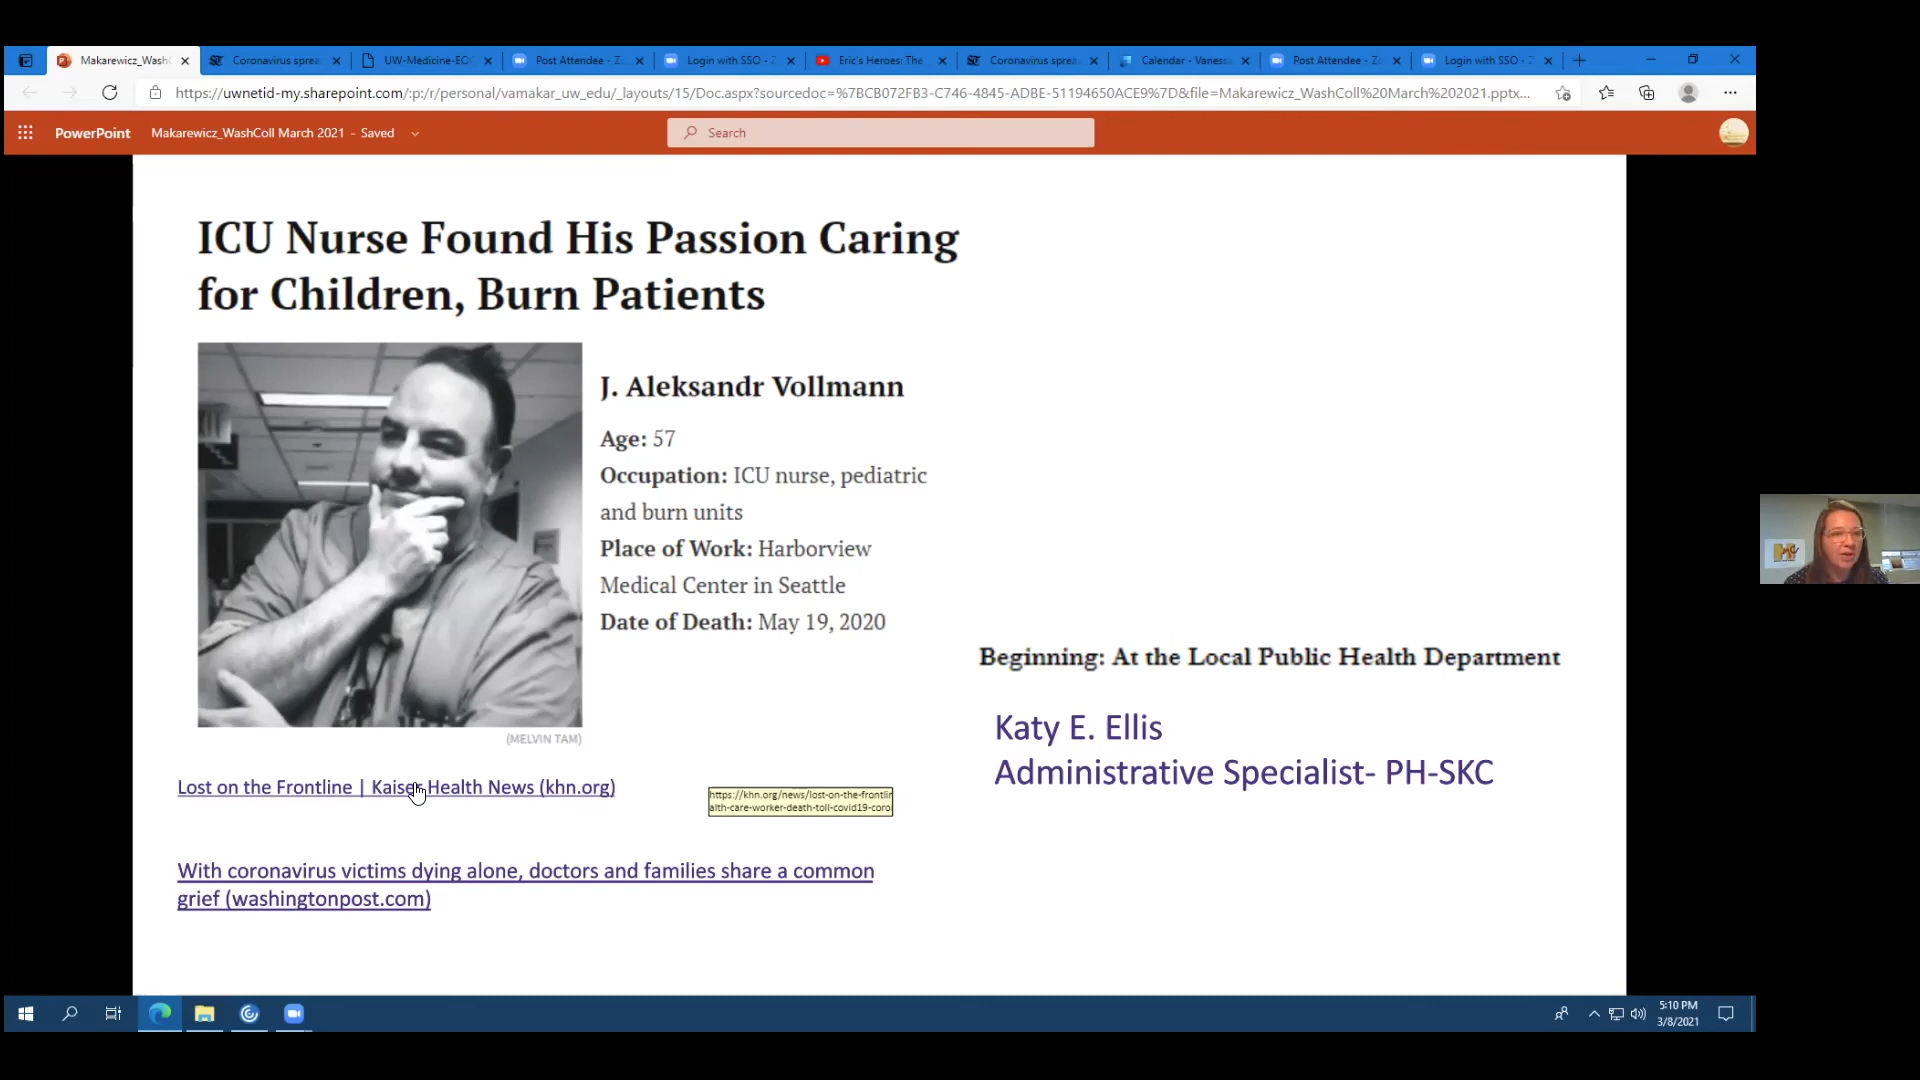 Makarewicz_WashC
Coronavirus sprea
UW-Medicine-EOC
Post Attendee - Zo
Login with SSO - Z
Eric's Heroes: The
Coronavirus sprea
Calendar - Vaness
Post Attendee - Zo
Login with SSO - Z
https://uwnetid-my.sharepoint.com/:p:/r/personal/vamakar_uw_edu/_layouts/15/Doc.aspx?sourcedoc=%7BCB072FB3-C746-4845-ADBE-51194650ACE9%7D&file=Makarewicz_WashColl%20March%202021.pptx...
PowerPoint Makarewicz_WashColl March 2021 - Saved Search
ICU Nurse Found His Passion Caring
for Children, Burn Patients
J. Aleksandr Vollmann
Age: 57
Occupation: ICU nurse, pediatric
and burn units
Place of Work: Harborview
Medical Center in Seattle
Date of Death: May 19, 2020
(MELVIN TAM)
Beginning: At the Local Public Health Department
Katy E. Ellis
Administrative Specialist- PH-SKC
Lost on the Frontline | Kaiser Health News (khn.org)
https://khn.org/news/lost-on-the-frontlin
alth-care-worker-death-toll-covid19-coro
With coronavirus victims dying alone, doctors and families share a common
grief (washingtonpost.com)
5:10 PM
3/8/2021